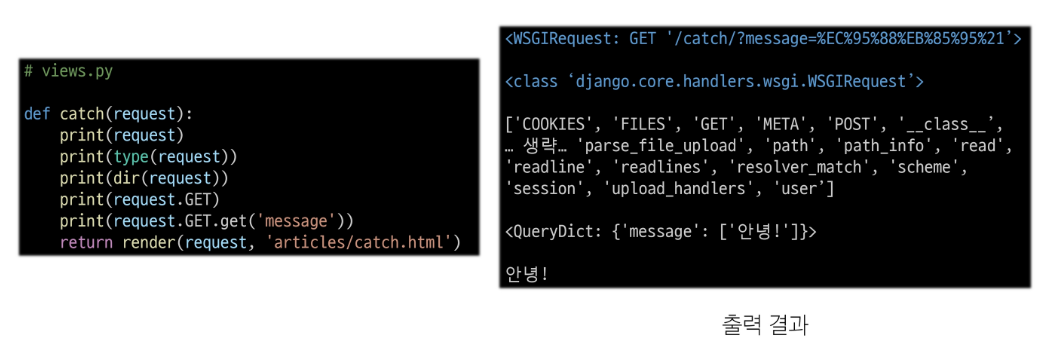 # views.py
def catch(request):
print(request)
print(type(request))
print(dir(request))
print(request.GET)
print(request.GET.get('message'))
return render(request, 'articles/catch.html')
<WSGIRequest: GET '/catch/?message=%EC%95%88%EB%85%95%21’>
<class ‘django.core.handlers.wsgi.WSGIRequest’>
['COOKIES', 'FILES', 'GET', 'META', 'POST', '__class__’,
… 생략… 'parse_file_upload', 'path', 'path_info', 'read',
'readline', 'readlines', 'resolver_match', 'scheme',
'session', 'upload_handlers', 'user’]
<QueryDict: {'message': ['안녕!']}>
안녕!
출력 결과